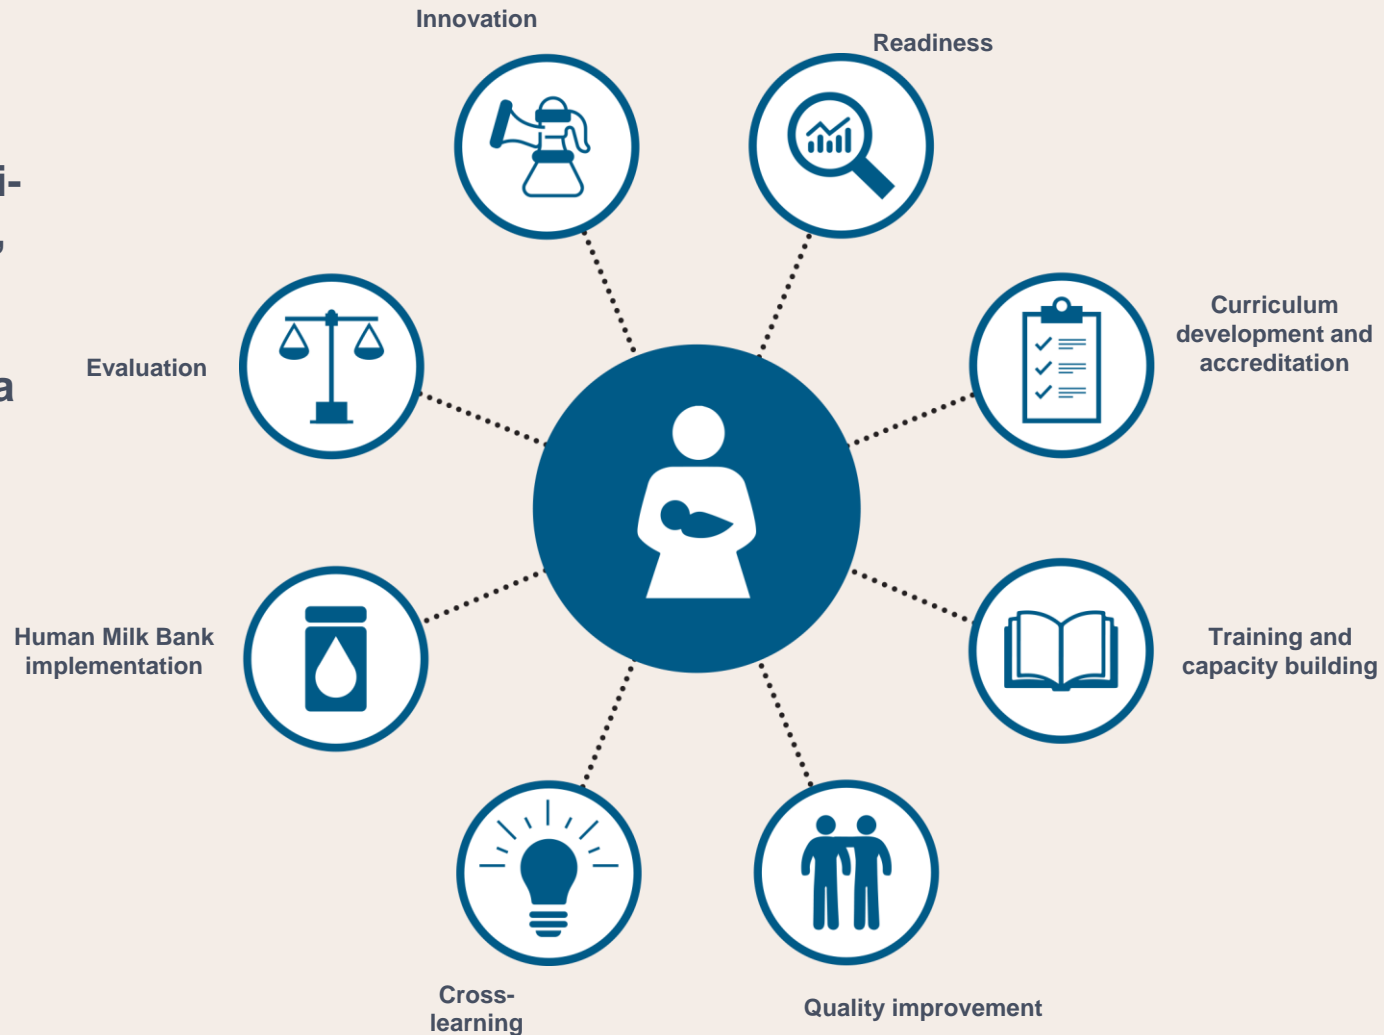 Innovation
Readiness
i-
,
a
Evaluation
Curriculum
development and
accreditation
Human Milk Bank
implementation
Training and
capacity building
Cross-
learning
Quality improvement